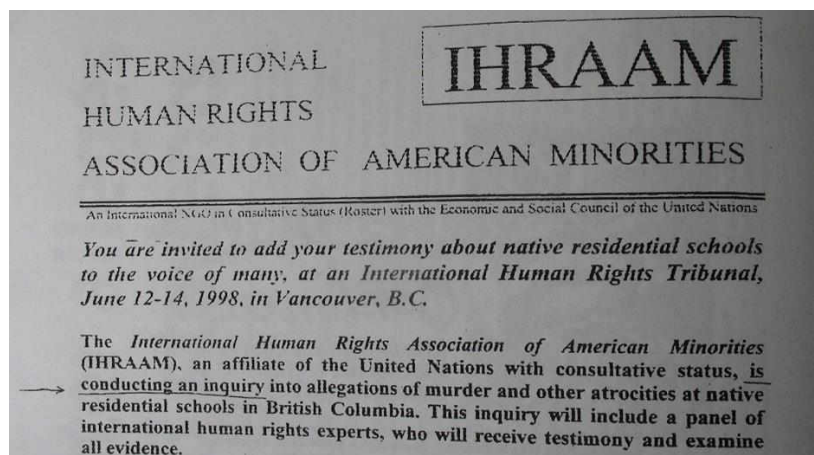 INTERNATIONAL
IHRAAM
HUMAN RIGHTS
ASSOCIATION OF AMERICAN MINORITIES
An International NGO in Consultative Status (Roster) with the Economic and Social Council of the United Nations
You are invited to add your testimony about native residential schools
to the voice of many, at an International Human Rights Tribunal,
June 12-14, 1998, in Vancouver, B.C.
The International Human Rights Association of American Minorities
(IHRAAM), an affiliate of the United Nations with consultative status, is
conducting an inquiry into allegations of murder and other atrocities at native
residential schools in British Columbia. This inquiry will include a panel of
international human rights experts, who will receive testimony and examine
all evidence.